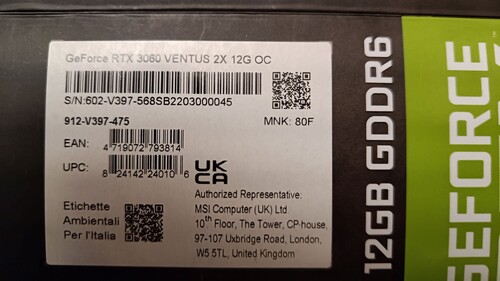 GeForce RTX 3060 VENTUS 2X 12G OC
S/N:602-V397-568SB2203000045
912-V397-475
MNK: 80F
EAN:
4 719072 793814
UPC:
8 24142 24010 6
UK
CA
Etichette
Ambientali
Per l'Italia
Authorized Representative:
MSI Computer (UK) Ltd.
10th Floor, The Tower, CP-house,
97-107 Uxbridge Road, London,
W5 5TL, United Kingdom
12GB GDDR6
GEFORCE